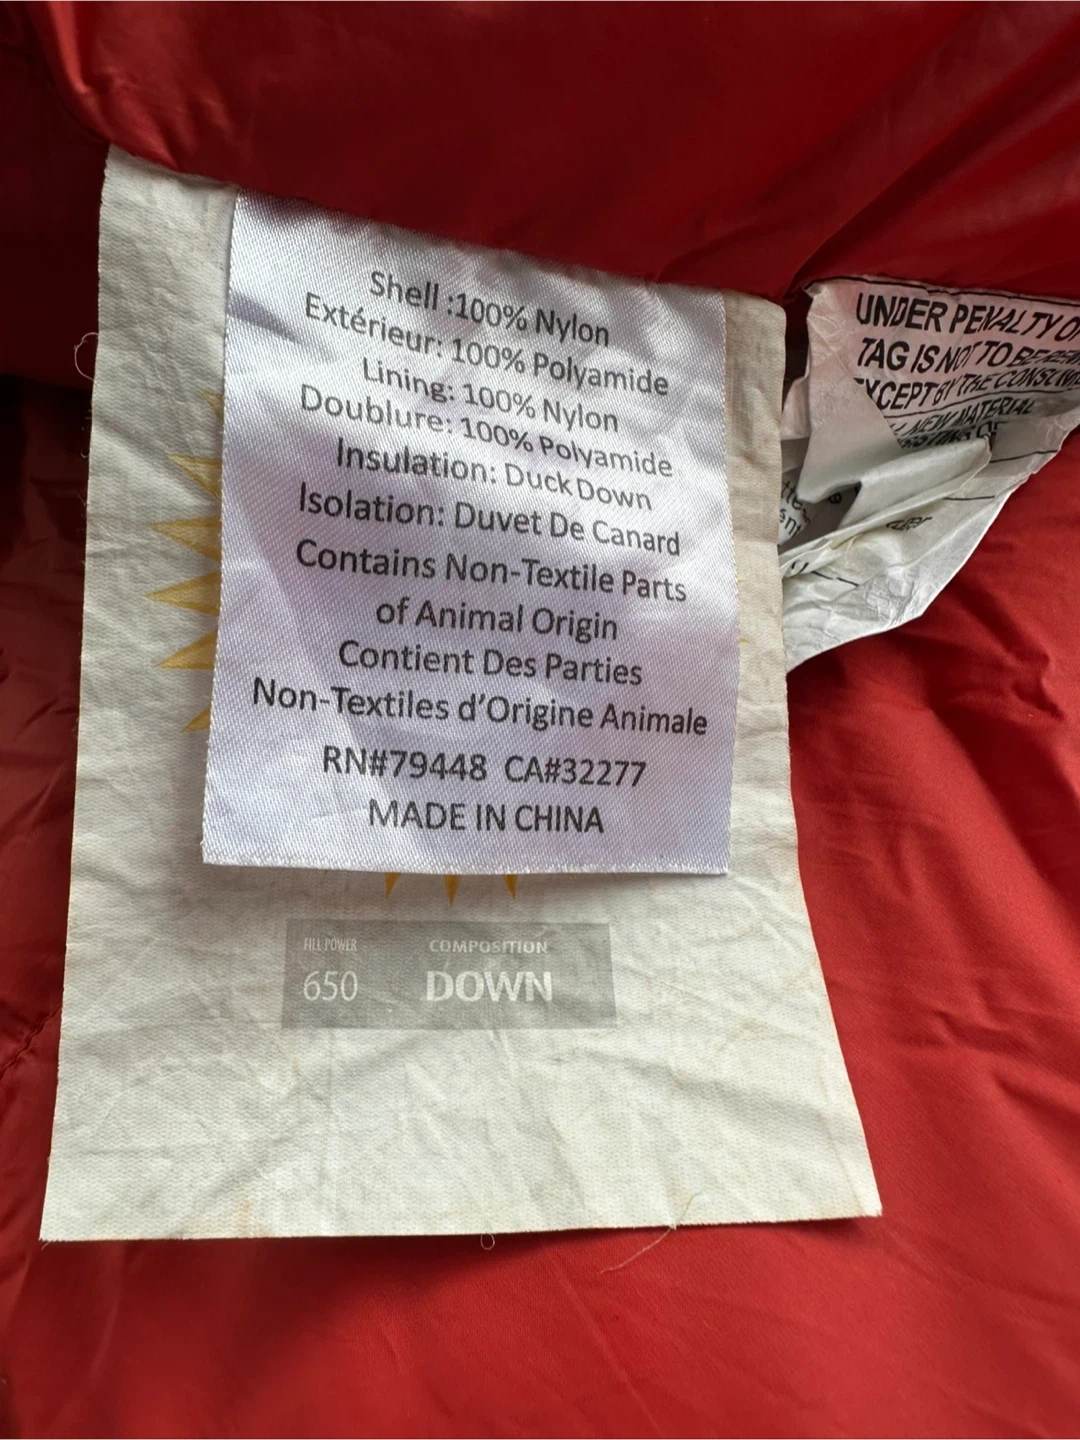 Shell :100% Nylon
Extérieur: 100% Polyamide
Lining: 100% Nylon
Doublure: 100% Polyamide
Insulation: Duck Down
Isolation: Duvet De Canard
Contains Non-Textile Parts
of Animal Origin
Contient Des Parties
Non-Textiles d'Origine Animale
RN#79448 CA#32277
MADE IN CHINA
FILL POWER
650
COMPOSITION
DOWN
UNDER PENALTY OF
TAG IS NOT TO BE
EXCEPT BY THE
NEW MATERIAL